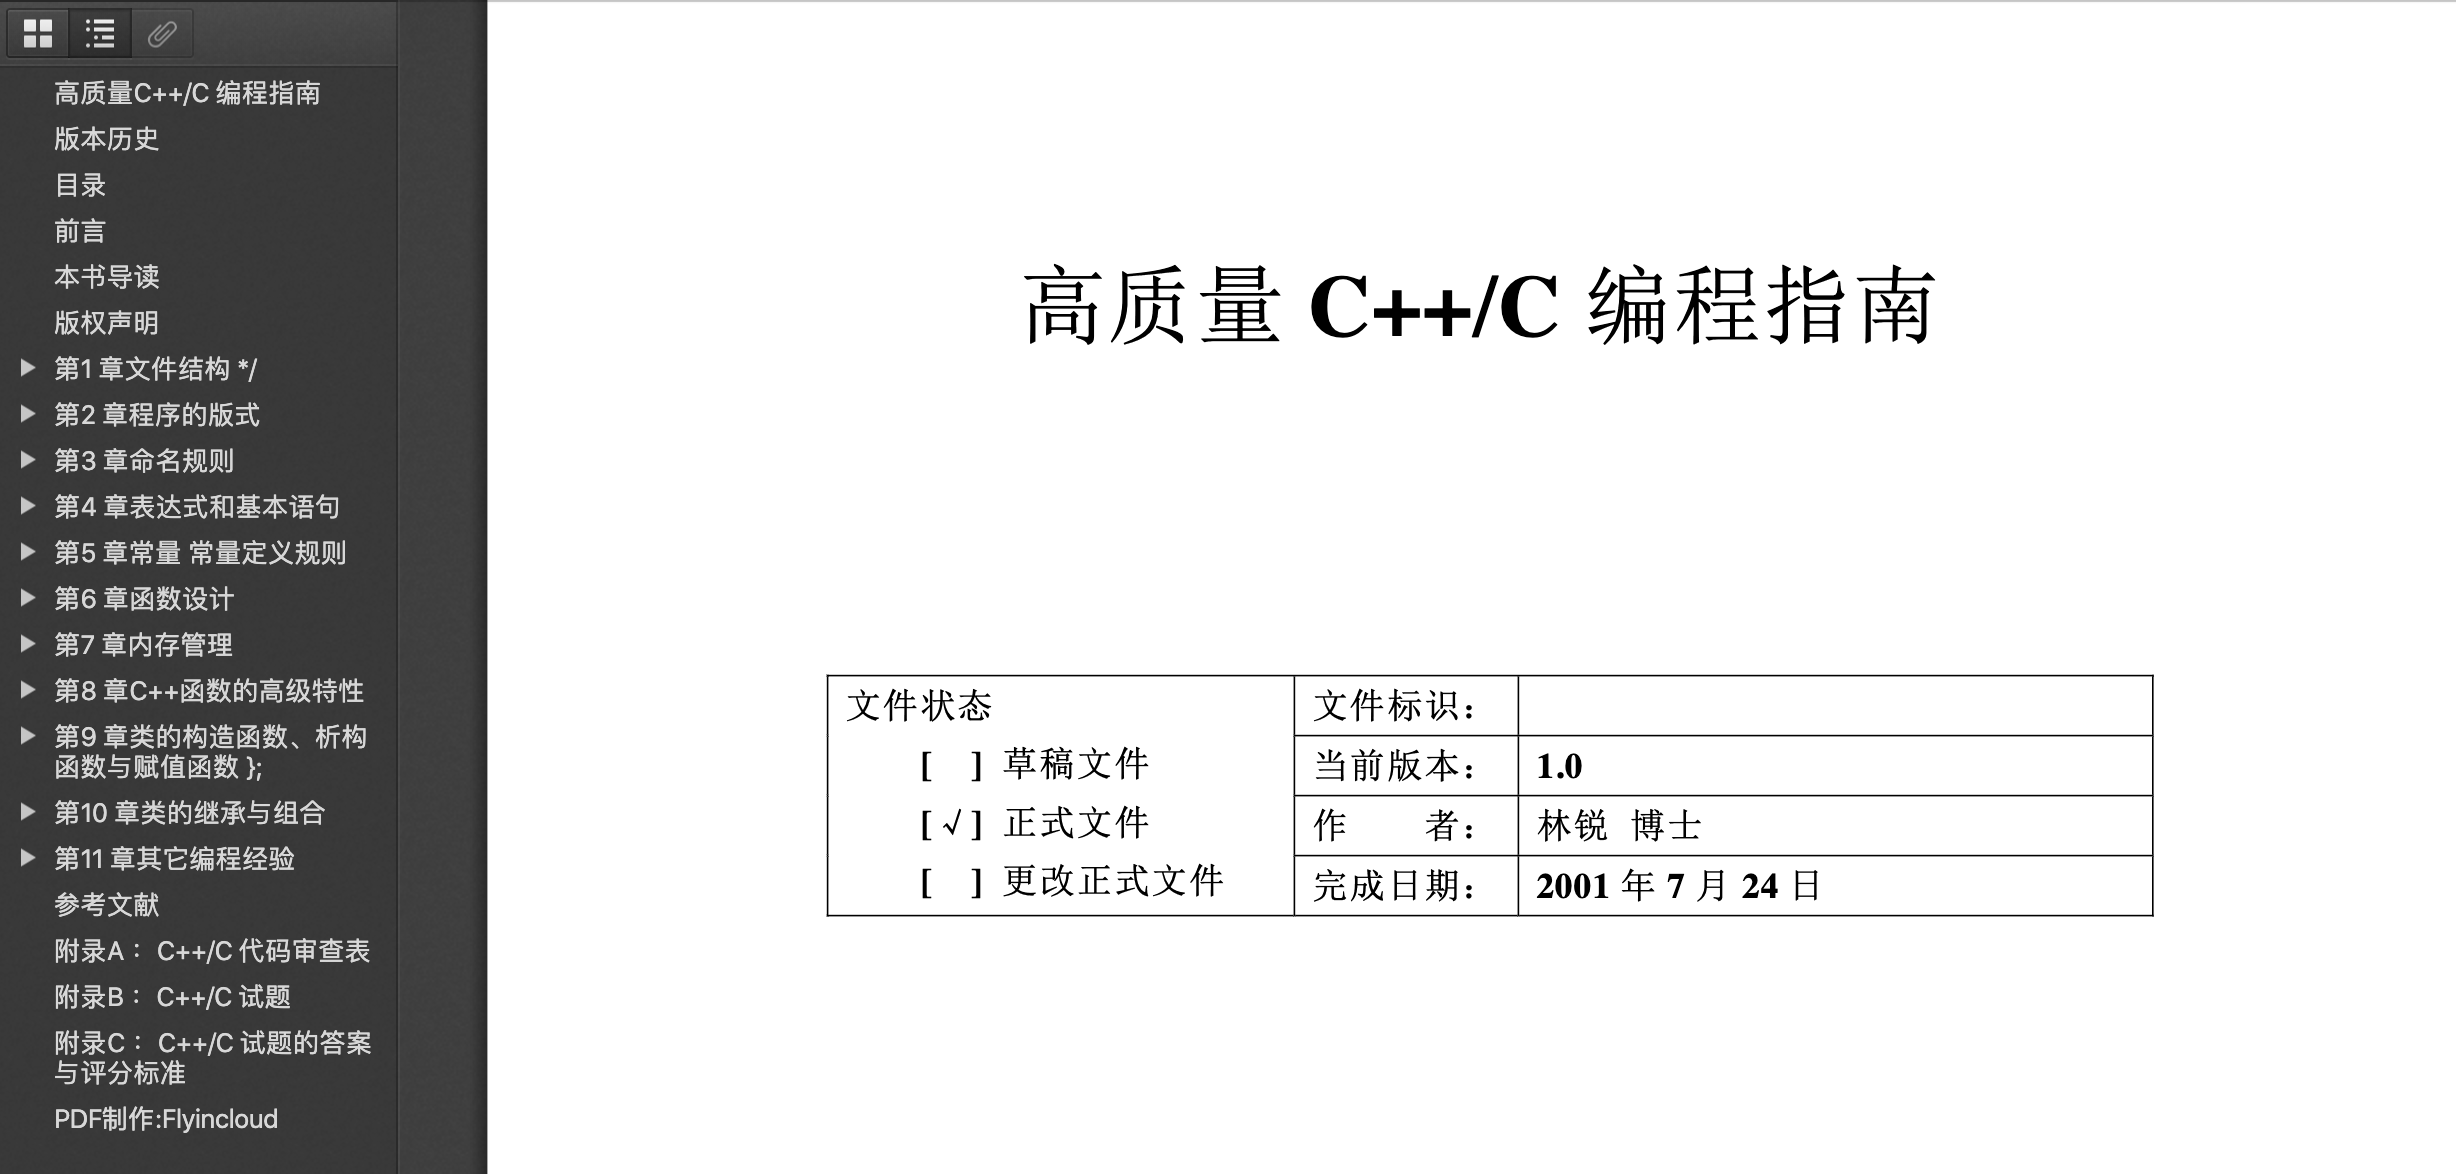 高质量C++/C 编程指南
版本历史
目录
前言
本书导读
版权声明
第1 章文件结构 */
第2 章程序的版式
第3 章命名规则
第4 章表达式和基本语句
第5 章常量 常量定义规则
第6 章函数设计
第7 章内存管理
第8 章C++函数的高级特性
第9 章类的构造函数、析构
函数与赋值函数 };
第10 章类的继承与组合
第11 章其它编程经验
参考文献
附录A： C++/C 代码审查表
附录B： C++/C 试题
附录C： C++/C 试题的答案
与评分标准
PDF制作:Flyincloud
高质量 C++/C 编程指南
文件状态
[ ] 草稿文件
[√] 正式文件
[ ] 更改正式文件
文件标识：
当前版本： 1.0
作 者： 林锐 博士
完成日期： 2001 年 7 月 24 日